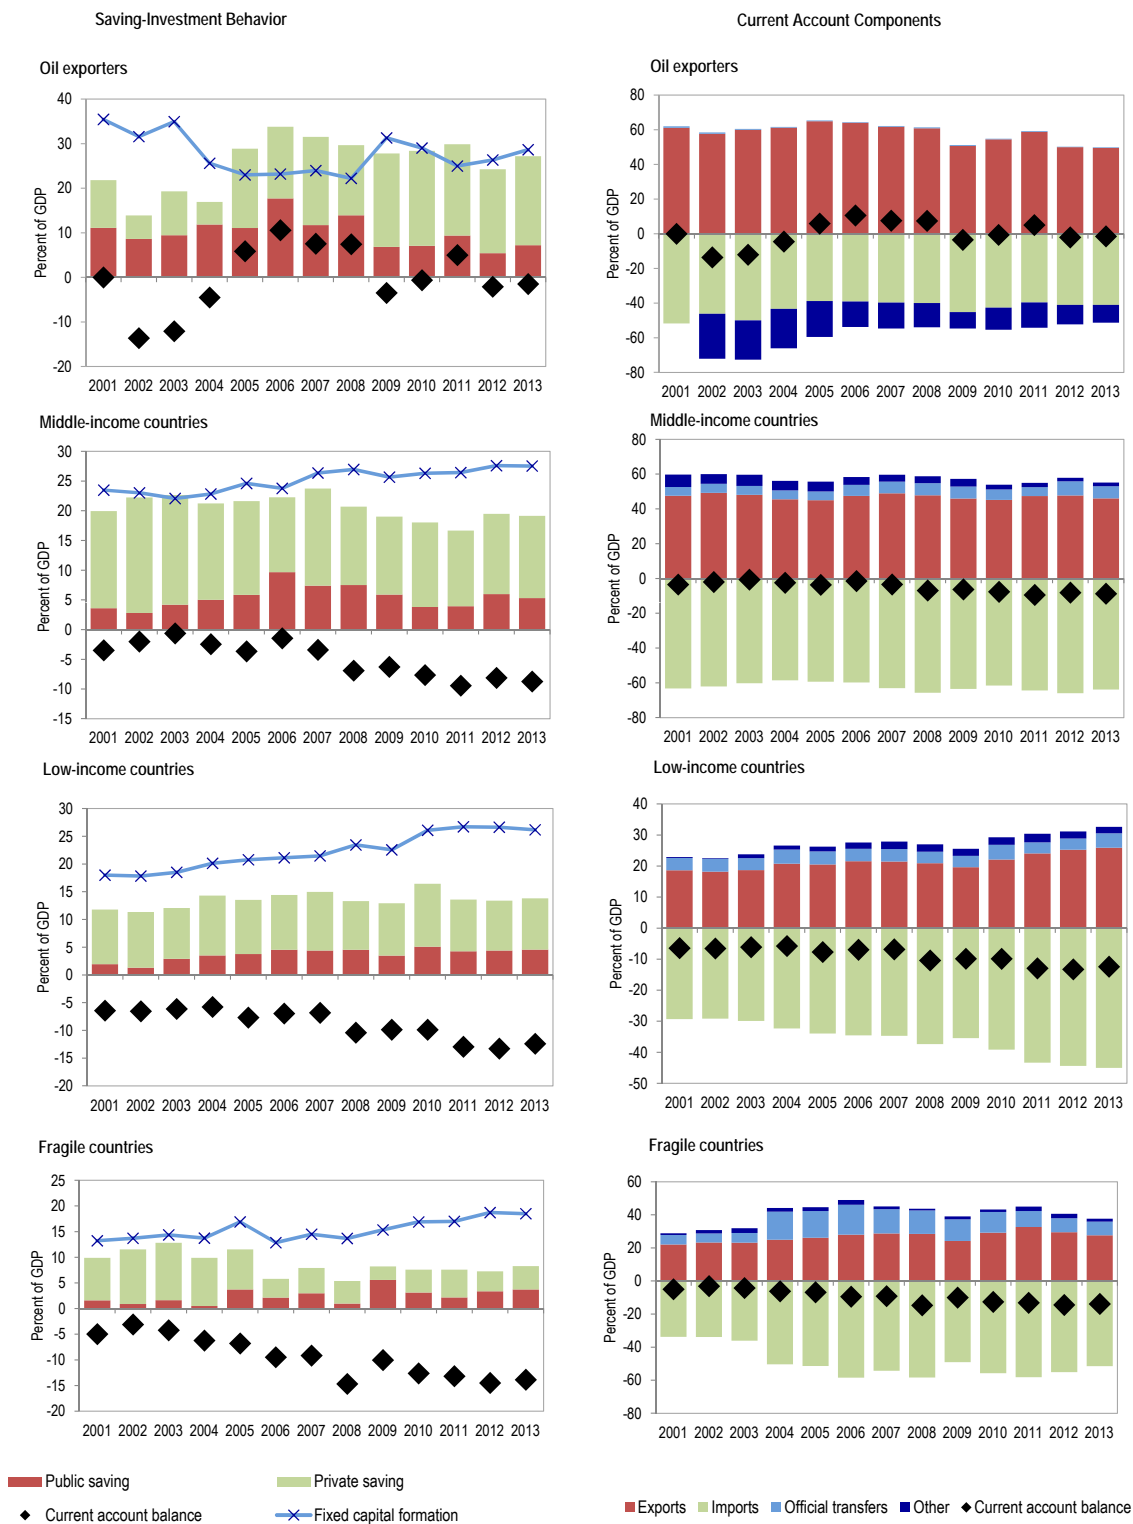 Saving-Investment Behavior
Oil exporters
Percent of GDP
40
30
20
10
0
-10
-20
2001 2002 2003 2004 2005 2006 2007 2008 2009 2010 2011 2012 2013
Middle-income countries
Percent of GDP
30
25
20
15
10
5
0
-5
-10
-15
2001 2002 2003 2004 2005 2006 2007 2008 2009 2010 2011 2012 2013
Low-income countries
Percent of GDP
30
25
20
15
10
5
0
-5
-10
-15
-20
2001 2002 2003 2004 2005 2006 2007 2008 2009 2010 2011 2012 2013
Fragile countries
Percent of GDP
25
20
15
10
5
0
-5
-10
-15
-20
2001 2002 2003 2004 2005 2006 2007 2008 2009 2010 2011 2012 2013
Public saving
Private saving
Current account balance
Fixed capital formation
Current Account Components
Oil exporters
Percent of GDP
80
60
40
20
0
-20
-40
-60
-80
2001 2002 2003 2004 2005 2006 2007 2008 2009 2010 2011 2012 2013
Middle-income countries
Percent of GDP
80
60
40
20
0
-20
-40
-60
-80
2001 2002 2003 2004 2005 2006 2007 2008 2009 2010 2011 2012 2013
Low-income countries
Percent of GDP
40
30
20
10
0
-10
-20
-30
-40
-50
2001 2002 2003 2004 2005 2006 2007 2008 2009 2010 2011 2012 2013
Fragile countries
Percent of GDP
60
40
20
0
-20
-40
-60
-80
2001 2002 2003 2004 2005 2006 2007 2008 2009 2010 2011 2012 2013
Exports Imports Official transfers Other Current account balance